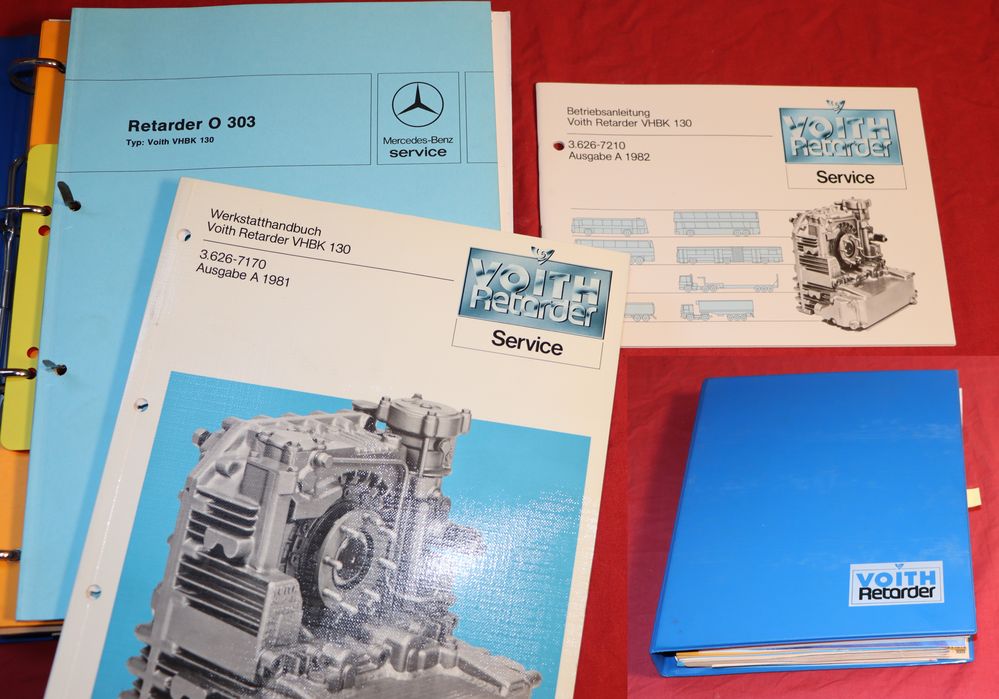 Retarder O 303
Typ: Voith VHBK 130
Mercedes-Benz
service
Werkstatthandbuch
Voith Retarder VHBK 130
3.626-7170
Ausgabe A 1981
VOITH
Retarder
Service
Betriebsanleitung
Voith Retarder VHBK 130
3.626-7210
Ausgabe A 1982
VOITH
Retarder
Service
VOITH
Retarder